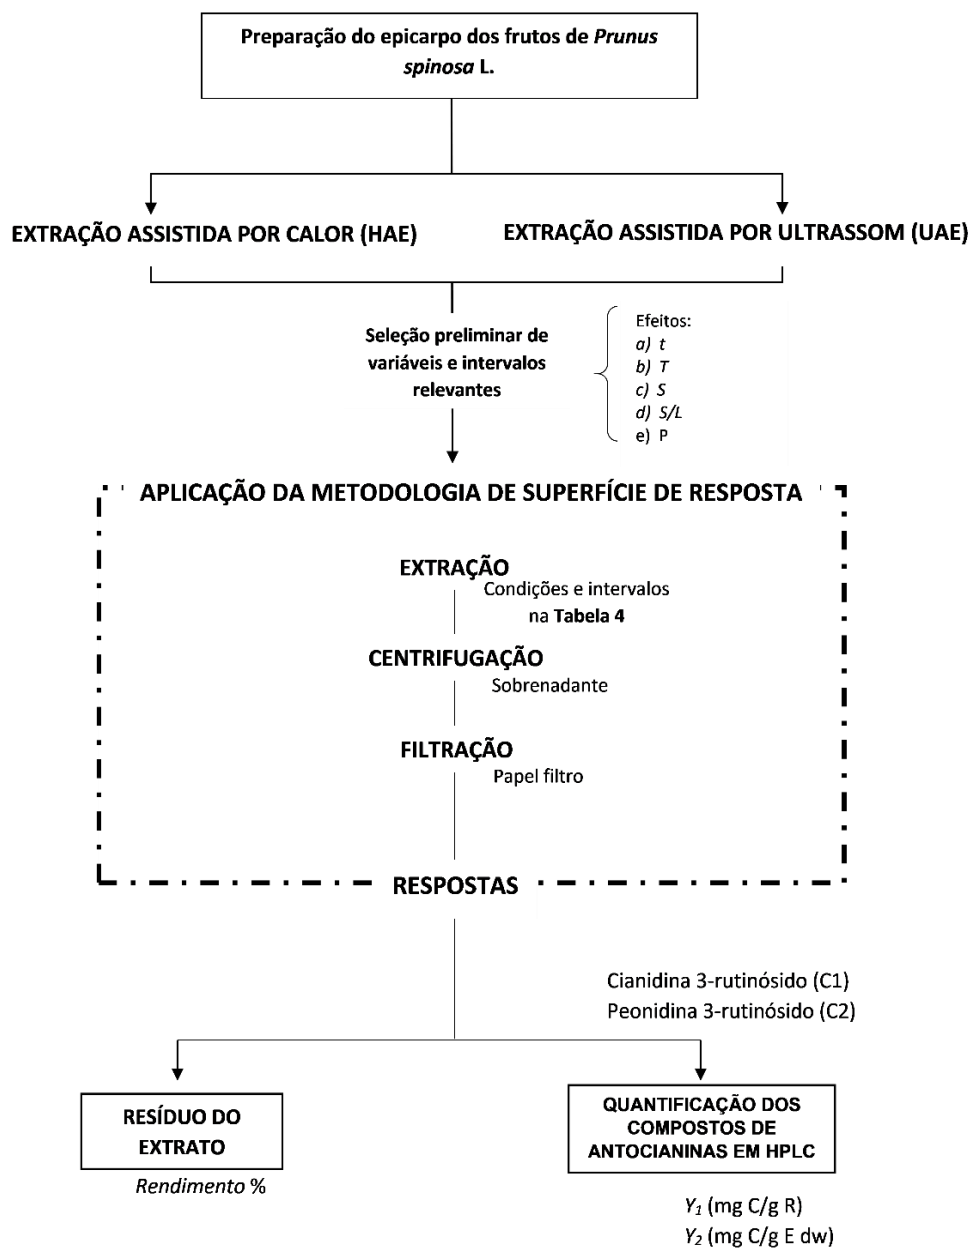 Preparação do epicarpo dos frutos de Prunus
spinosa L.
EXTRAÇÃO ASSISTIDA POR CALOR (HAE)
EXTRAÇÃO ASSISTIDA POR ULTRASSOM (UAE)
Seleção preliminar de
variáveis e intervalos
relevantes
Efeitos:
a) t
b) T
c) S
d) S/L
e) P
APLICAÇÃO DA METODOLOGIA DE SUPERFÍCIE DE RESPOSTA
EXTRAÇÃO
Condições e intervalos
na Tabela 4
CENTRIFUGAÇÃO
Sobrenadante
FILTRAÇÃO
Papel filtro
RESPOSTAS
Cianidina 3-rutinósido (C1)
Peonidina 3-rutinósido (C2)
RESÍDUO DO
EXTRATO
Rendimento %
QUANTIFICAÇÃO DOS
COMPOSTOS DE
ANTOCIANINAS EM HPLC
Y1 (mg C/g R)
Y2 (mg C/g E dw)